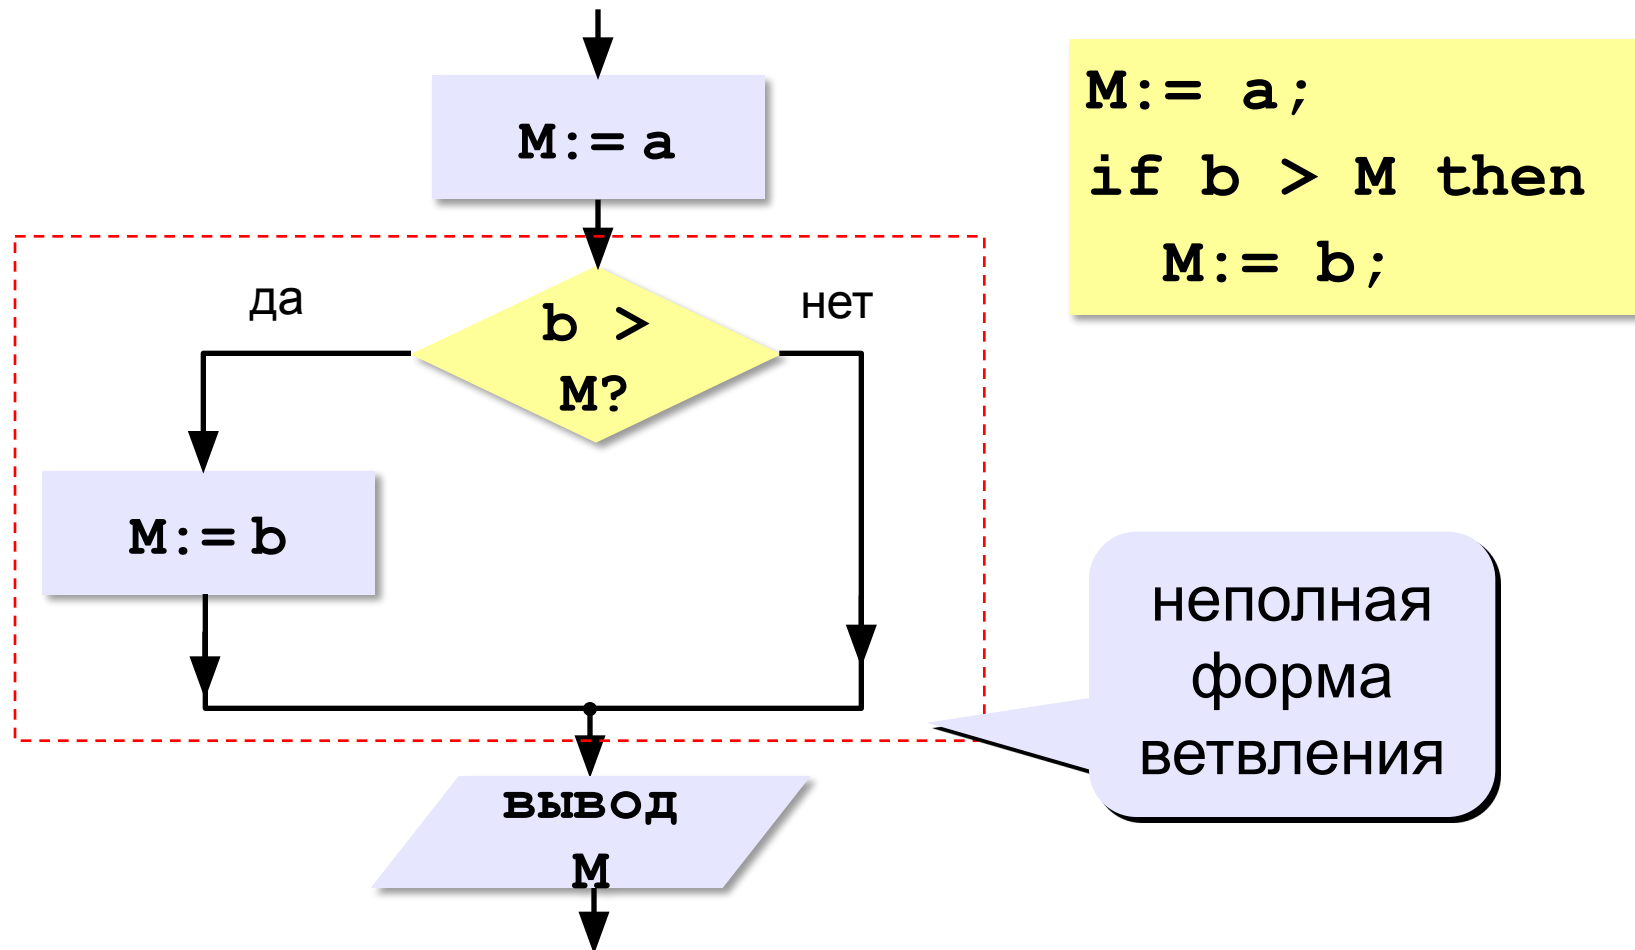 M:= a
да
b >
M?
нет
M:= b
вывод
M
M:= a;
if b > M then
M:= b;
неполная
форма
ветвления